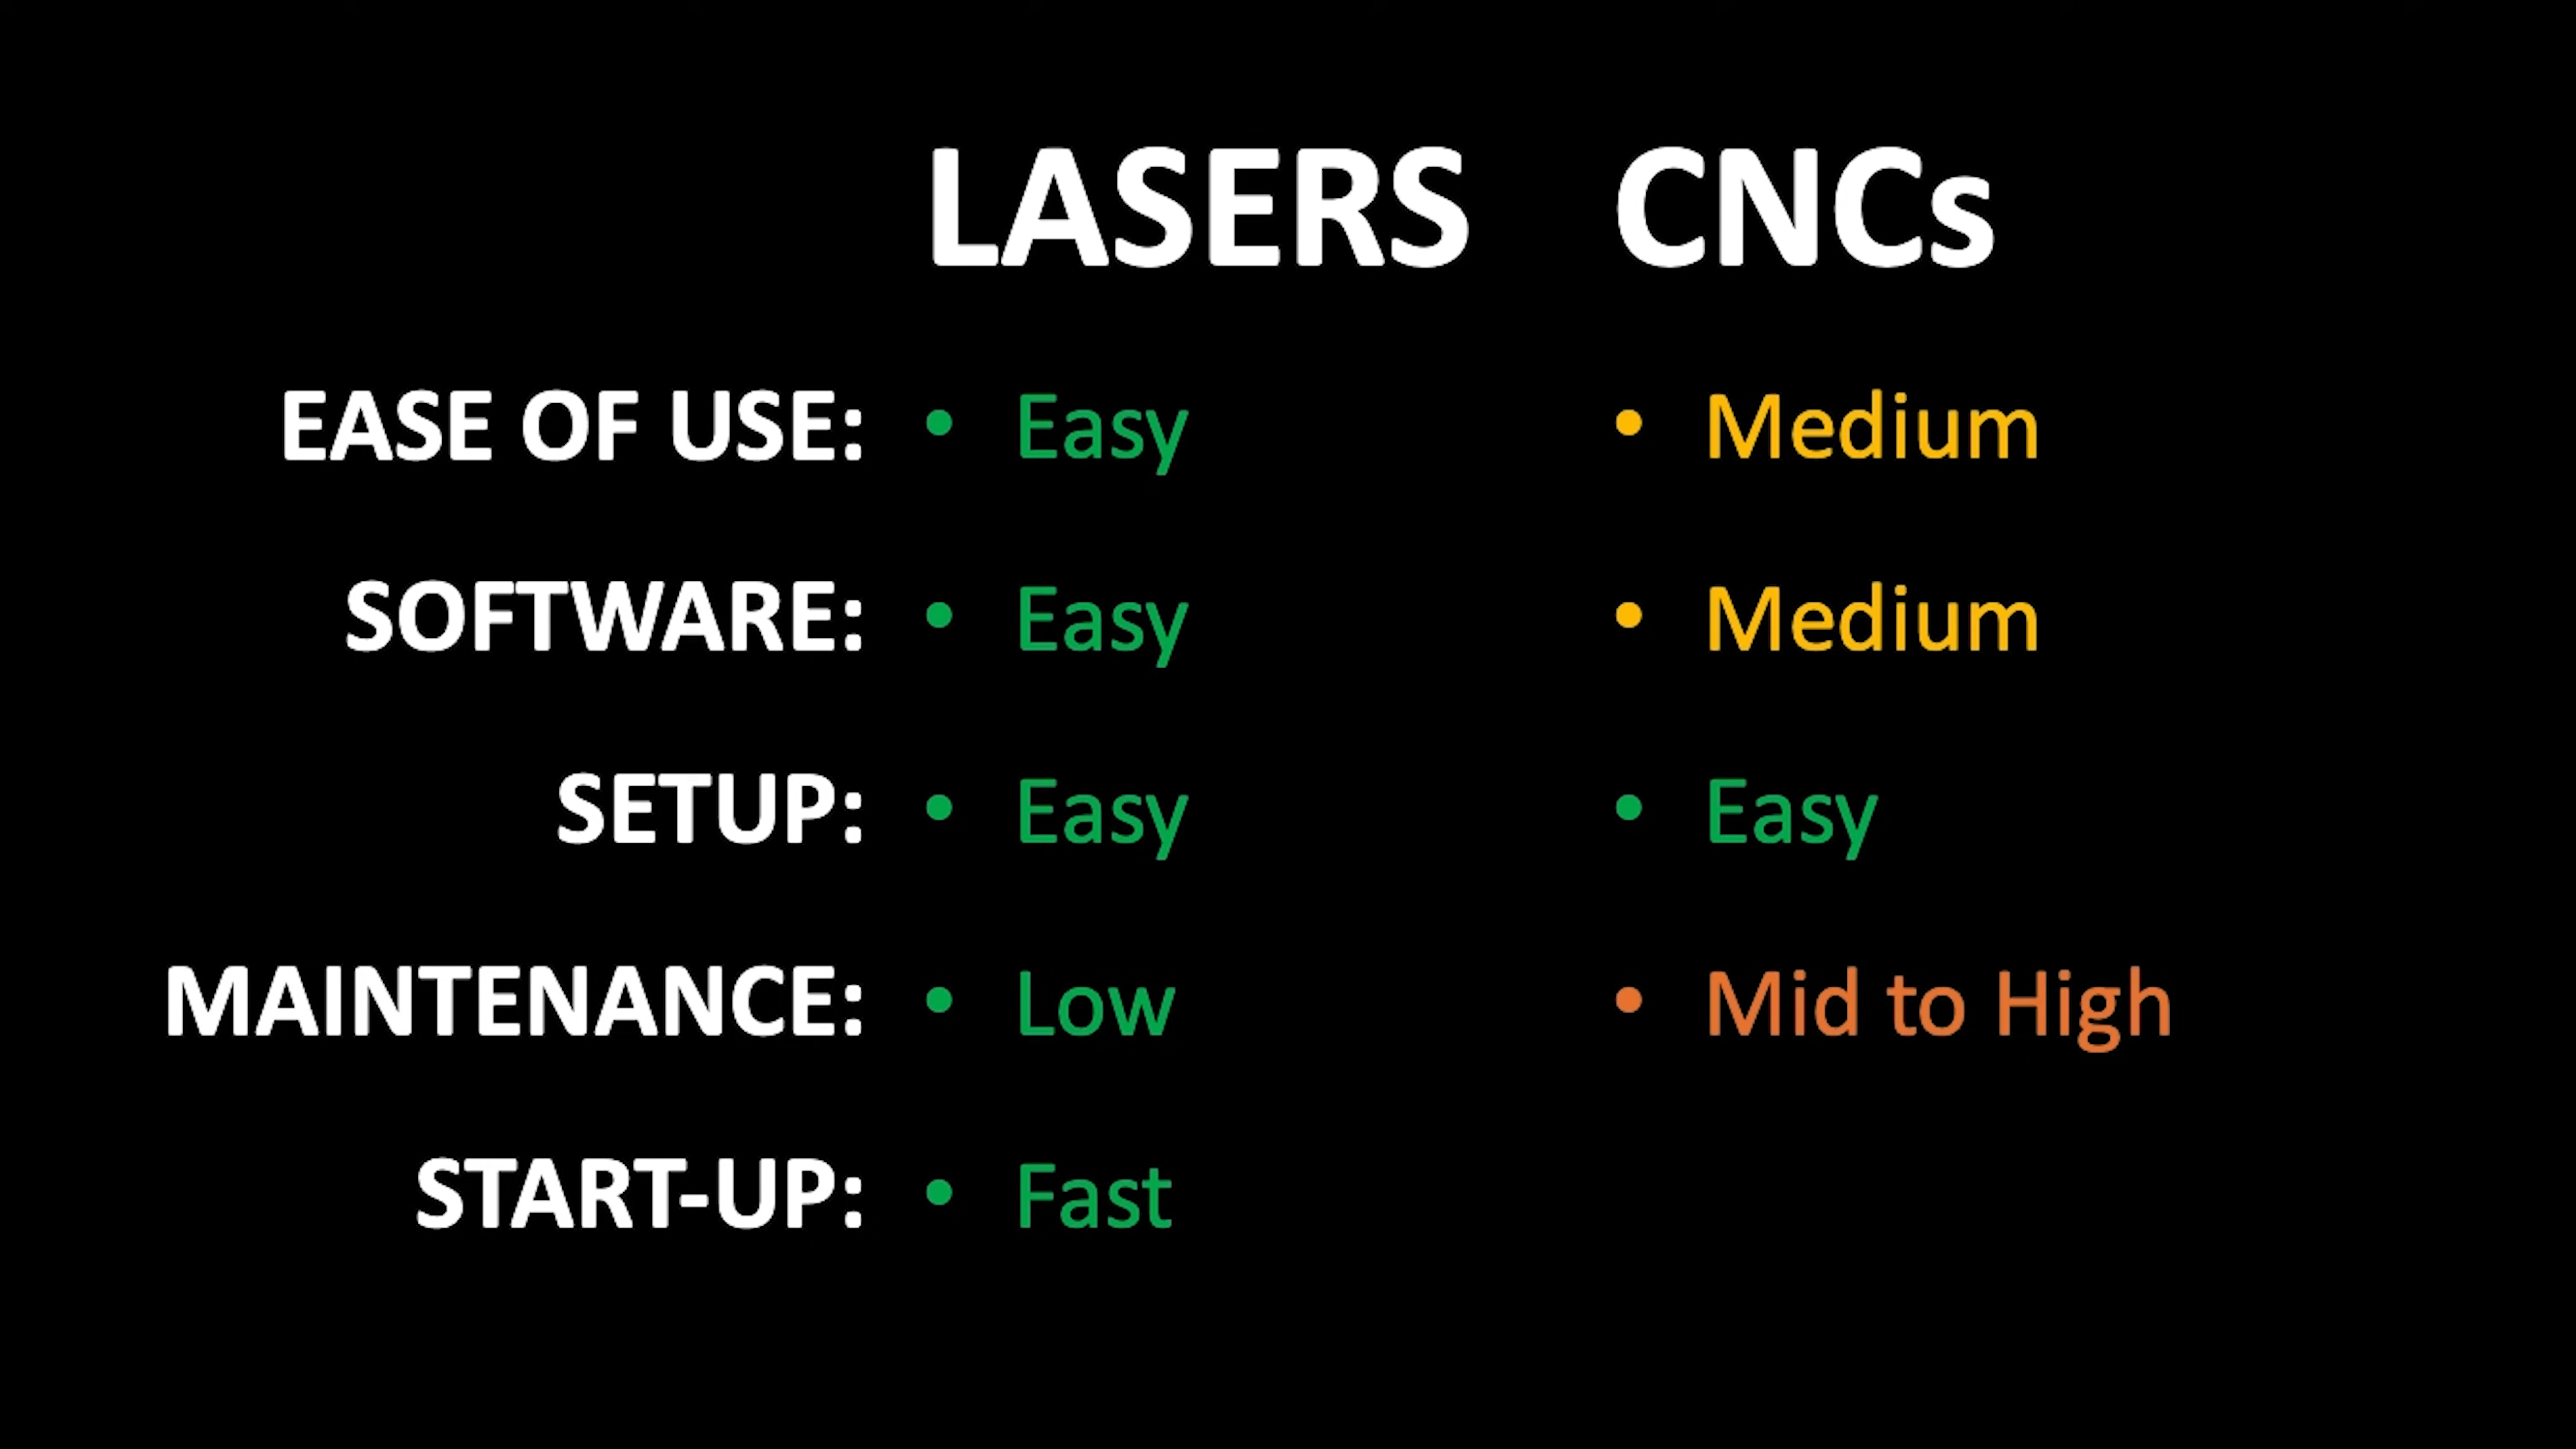 LASERS CNCs
EASE OF USE: • Easy • Medium
SOFTWARE: • Easy • Medium
SETUP: • Easy • Easy
MAINTENANCE: • Low • Mid to High
START-UP: • Fast